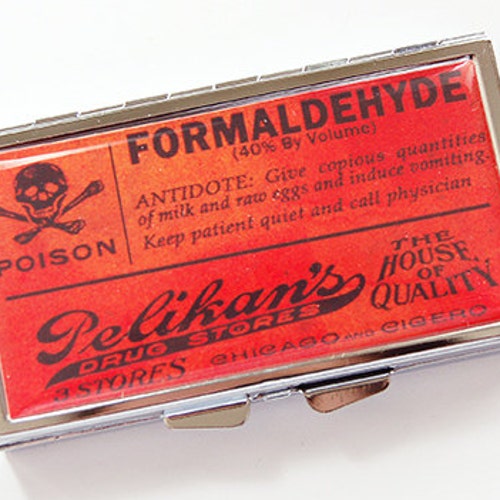 FORMALDEHYDE
(40% By Volume)
POISON
ANTIDOTE: Give copious quantities
of milk and raw eggs and induce vomiting.
Keep patient quiet and call physician
Pelikan's
DRUG STORES
3 STORES
CHICAGO AND CICERO
THE
HOUSE
OF
QUALITY